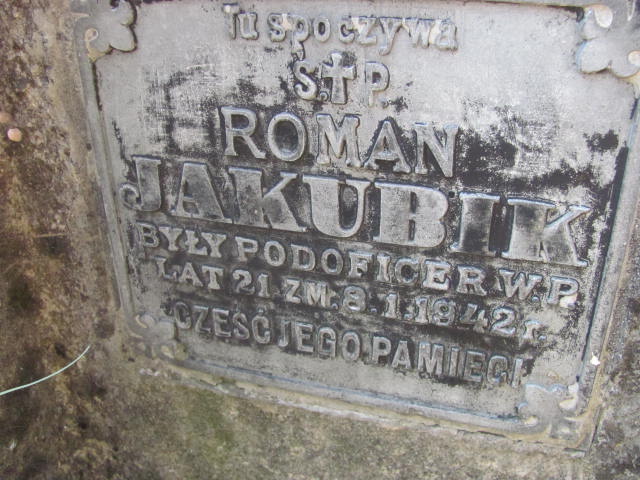 Tu spoczywa
Ś✝P
ROMAN
JAKUBIK
BYŁY PODOFICER W.P.
LAT 21. ZM. 8.1.1942 r.
CZEŚĆ JEGO PAMIĘCI